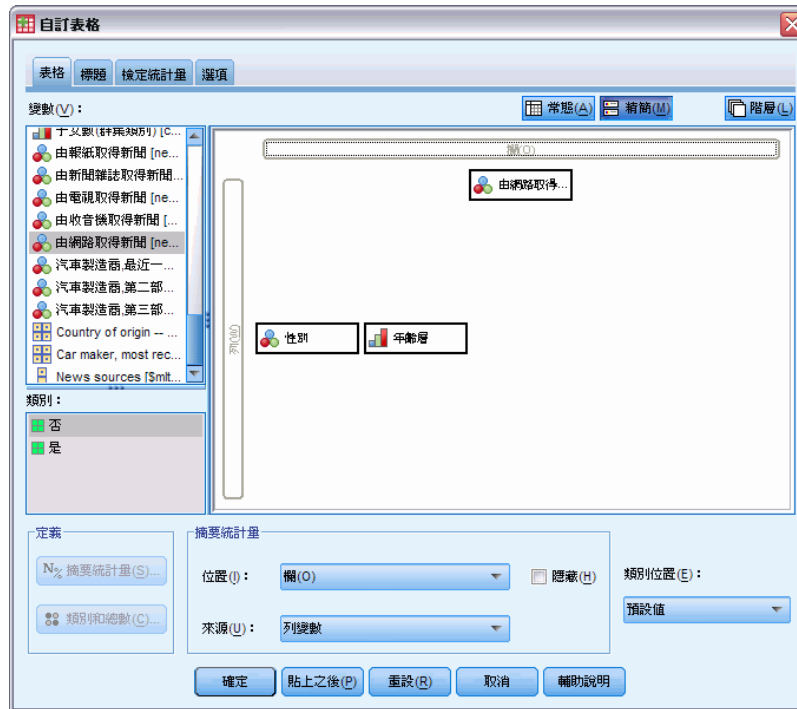 自訂表格
表格 標題 檢定統計量 選項
變數(V)： 常態(A) 精簡(M) 階層(L)
子女數(群集類別) [c...
由報紙取得新聞 [ne...
由新聞雜誌取得新聞...
由電視取得新聞 [ne...
由收音機取得新聞 [...
由網路取得新聞 [ne...
汽車製造商,最近一...
汽車製造商,第二部...
汽車製造商,第三部...
Country of origin -- ...
Car maker, most rec...
News sources [$mlt...
欄(O)
由網路取得...
列(W)
性別 年齡層
類別：
否
是
定義
N% 摘要統計量(S)...
類別和總數(C)...
摘要統計量
位置(I)： 欄(O) 隱藏(H)
來源(U)： 列變數
類別位置(E)：
預設值
確定 貼上之後(P) 重設(R) 取消 輔助說明